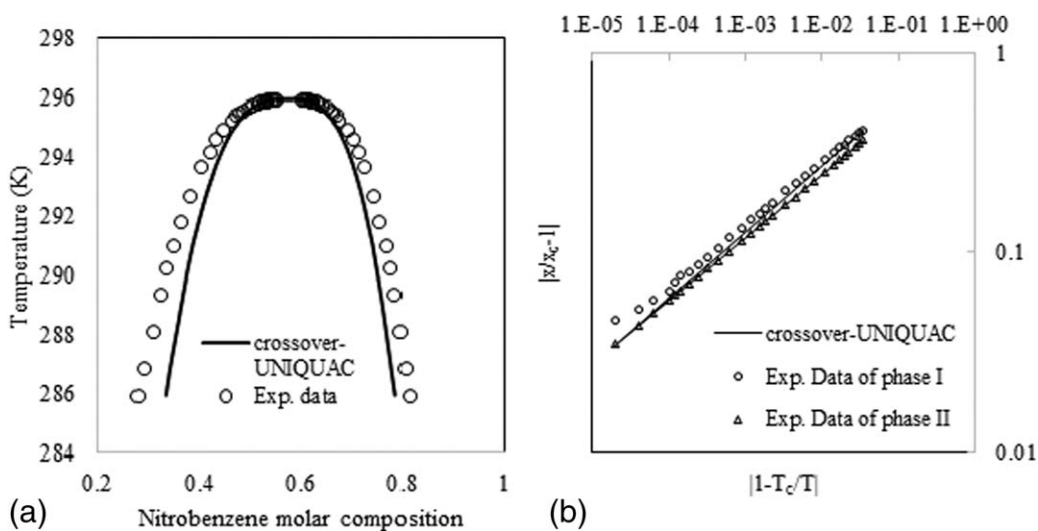 298
296
294
292
290
288
286
284
Temperature (K)
crossover-
UNIQUAC
Exp. data
0.2
0.4
0.6
0.8
1
Nitrobenzene molar composition
(a)
1.E-05
1.E-04
1.E-03
1.E-02
1.E-01
1.E+00
1
0.1
0.01
|x/xc-1|
crossover-UNIQUAC
Exp. Data of phase I
Exp. Data of phase II
|1-Tc/T|
(b)